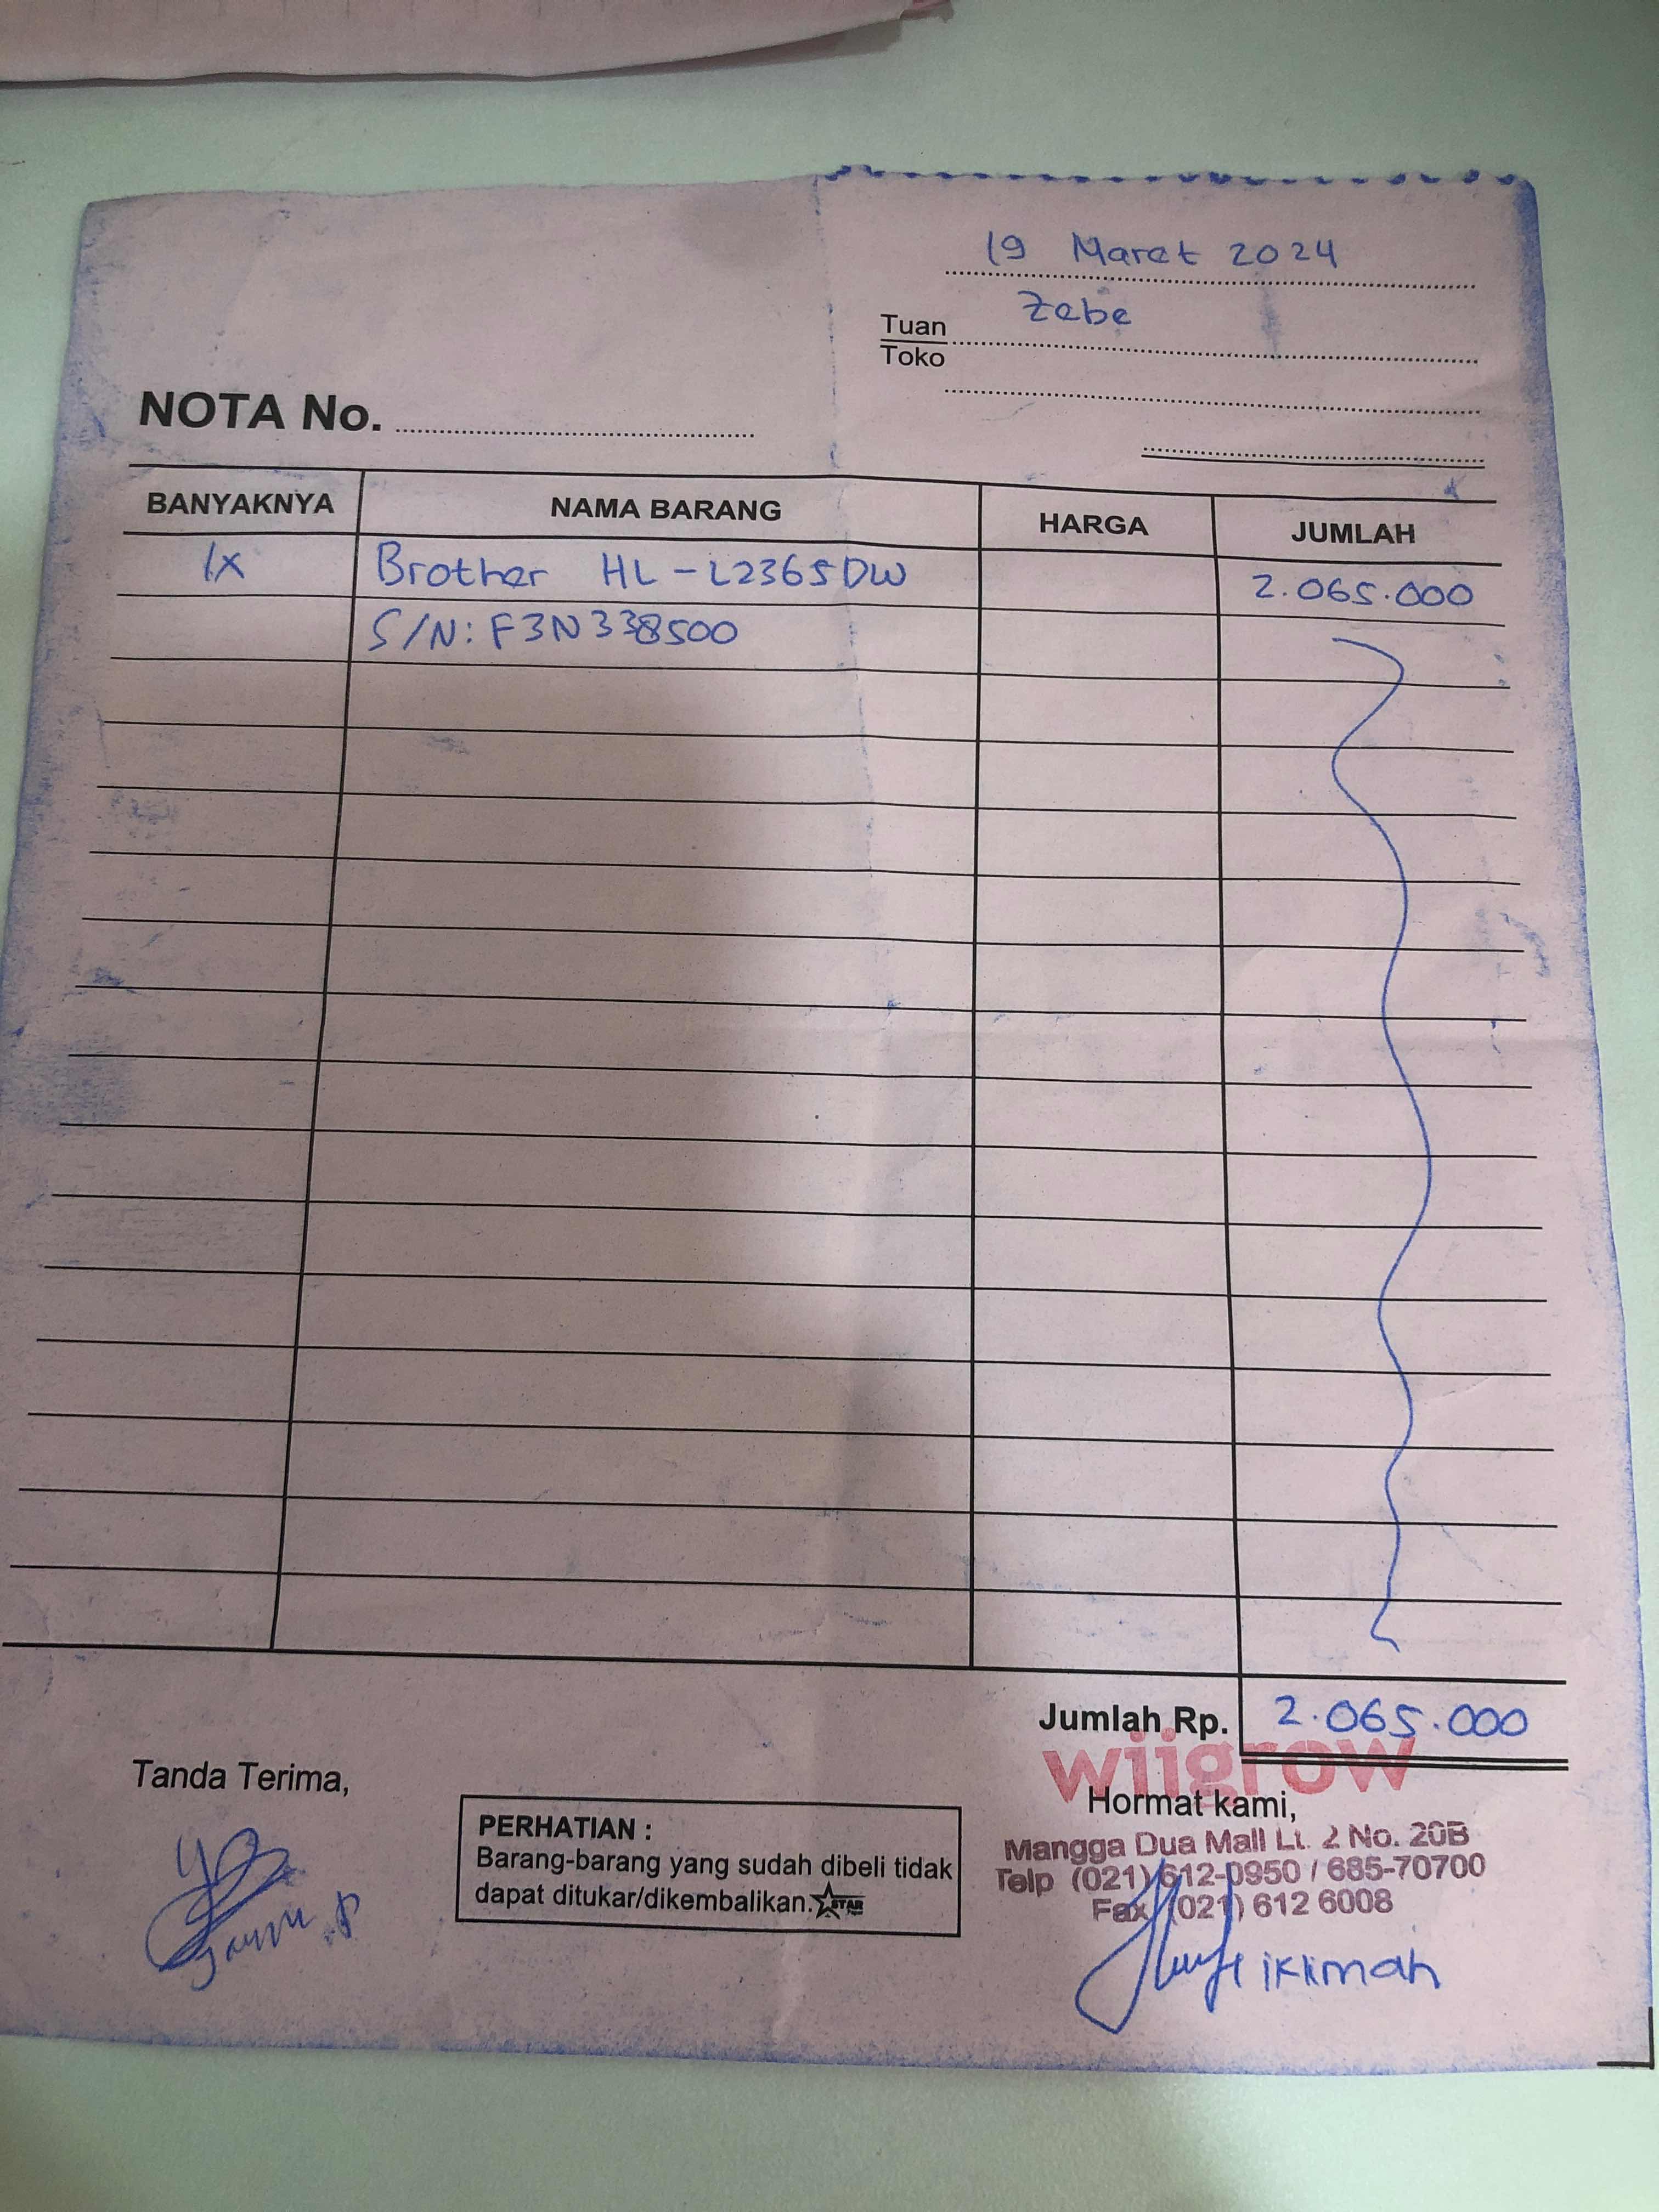 19 Maret 2024
Tuan Zebe
Toko
NOTA No.
BANYAKNYA NAMA BARANG HARGA JUMLAH
1x Brother HL-L2365DW 2.065.000
S/N: F3N338500
Jumlah Rp. 2.065.000
wiigrow
Tanda Terima,
Hormat kami,
PERHATIAN :
Barang-barang yang sudah dibeli tidak
dapat ditukar/dikembalikan. STAR
Mangga Dua Mall Lt. 2 No. 20B
Telp (021) 612-0950 / 685-70700
Fax (021) 612 6008
iklimah